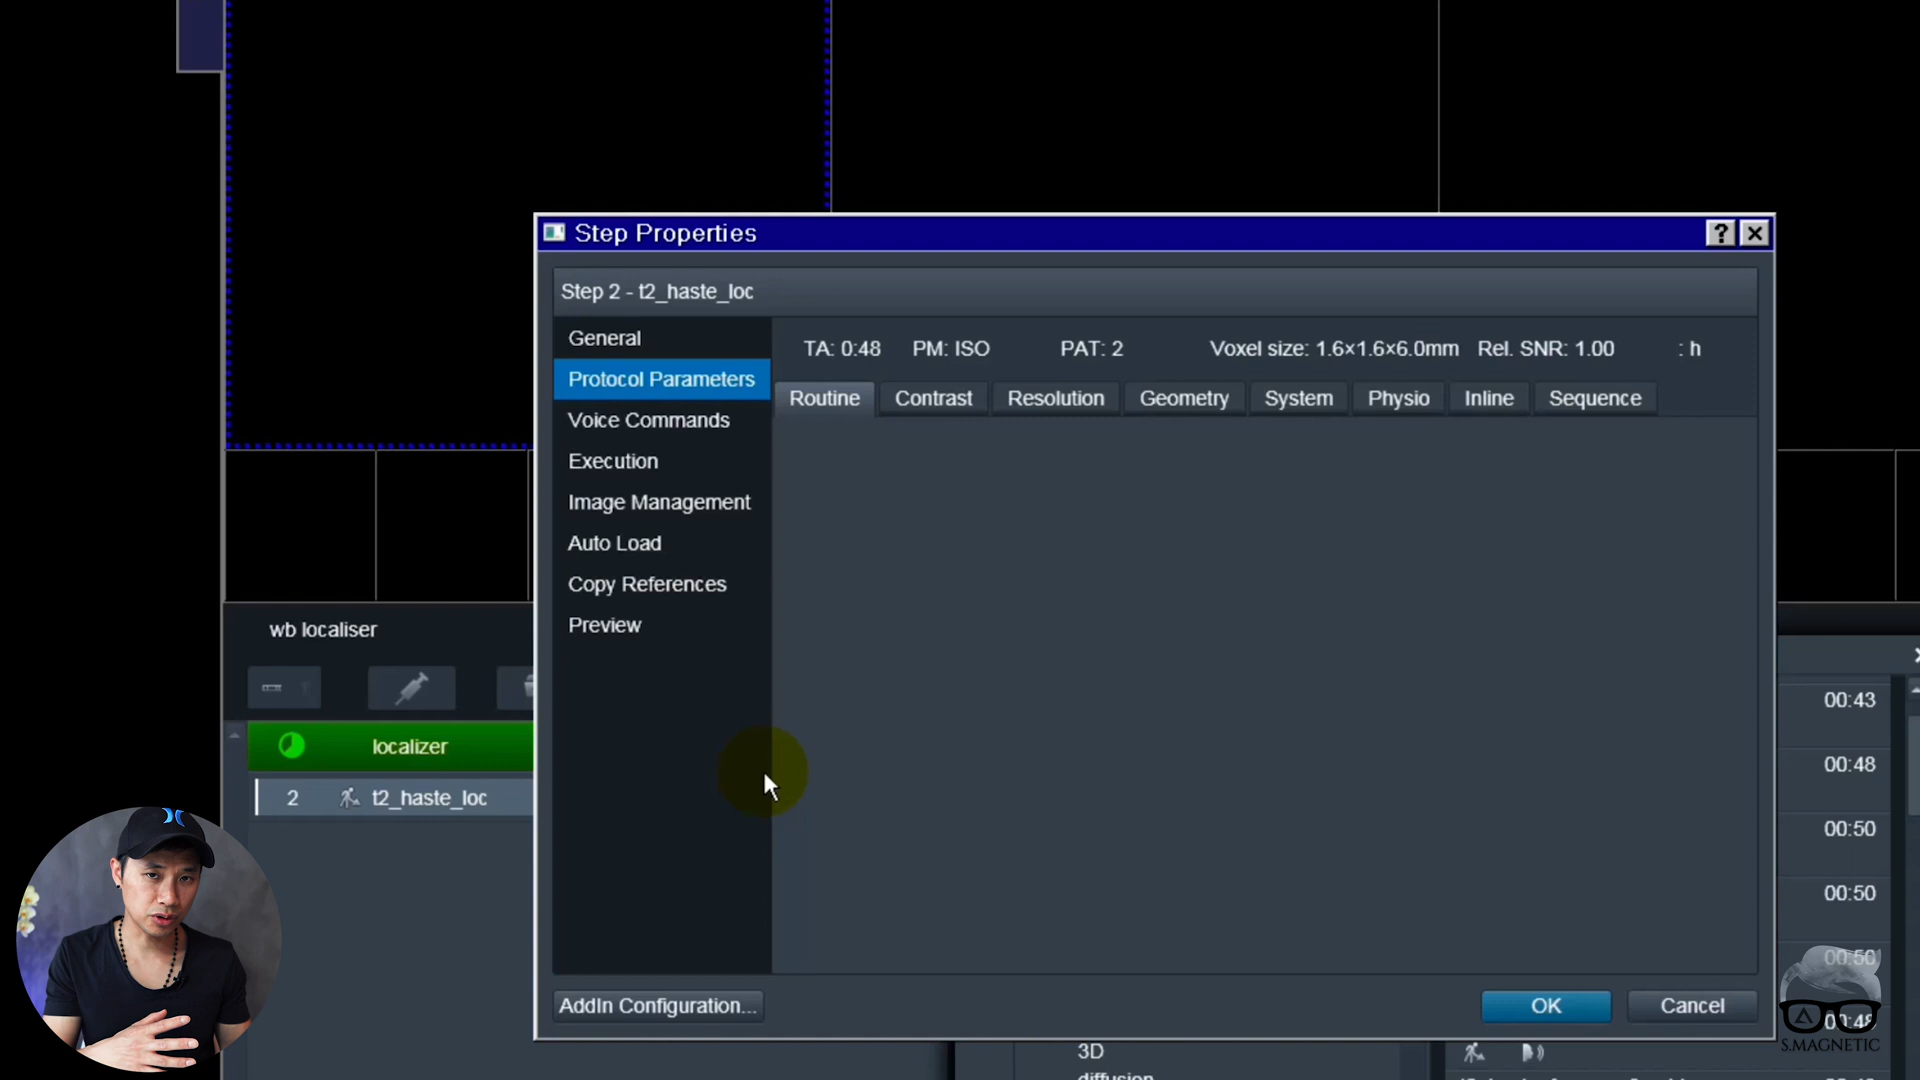 Step Properties
? ×
Step 2 - t2_haste_loc
General
Protocol Parameters
Voice Commands
Execution
Image Management
Auto Load
Copy References
Preview
TA: 0:48 PM: ISO PAT: 2 Voxel size: 1.6×1.6×6.0mm Rel. SNR: 1.00 : h
Routine Contrast Resolution Geometry System Physio Inline Sequence
AddIn Configuration...
OK Cancel
wb localiser
localizer
2 t2_haste_loc
00:43
00:48
00:50
00:50
00:50
00:48
3D
diffusion
S.MAGNETIC